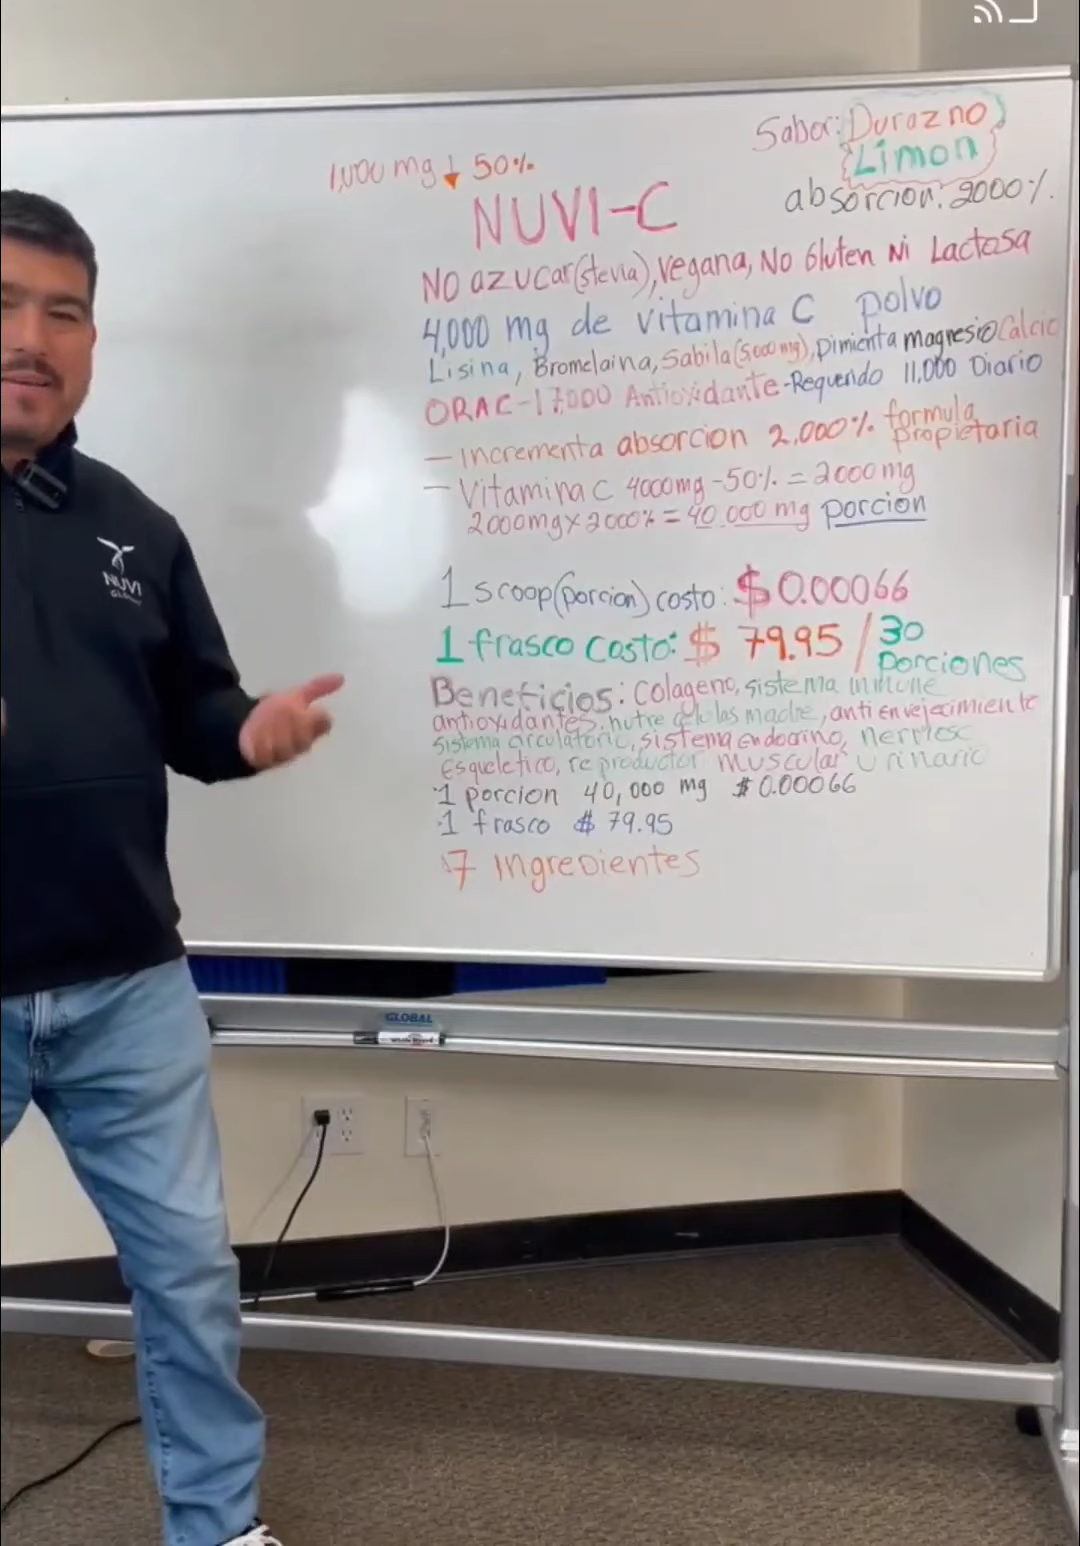 Sabor: Durazno
Limon
1,000 mg ↓ 50%
absorcion: 2000%.
NUVI-C
No azucar(stevia), vegana, No Gluten Ni Lactosa
4,000 mg de vitamina C polvo
Lisina, Bromelaina, Sabila(5000mg), pimienta magnesio Calcio
ORAC-17,000 Antioxidante-Requerido 11,000 Diario
- Incrementa absorcion 2,000% formula propietaria
- Vitamina C 4000mg -50% = 2000mg
2000mg x 2000% = 40,000 mg porcion
1 scoop(porcion) costo: $0.00066
1 frasco costo: $ 79.95 / 30 porciones
Beneficios: Colageno, sistema inmune
antioxidantes, nutre celulas madre, antienvejecimiente
sistema circulatorio, sistema endocrino, nerviosc
Esqueletico, reproductor muscular urinario
1 porcion 40,000 mg $0.00066
1 frasco $ 79.95
7 Ingredientes
NUVI
GLOBAL
GLOBAL